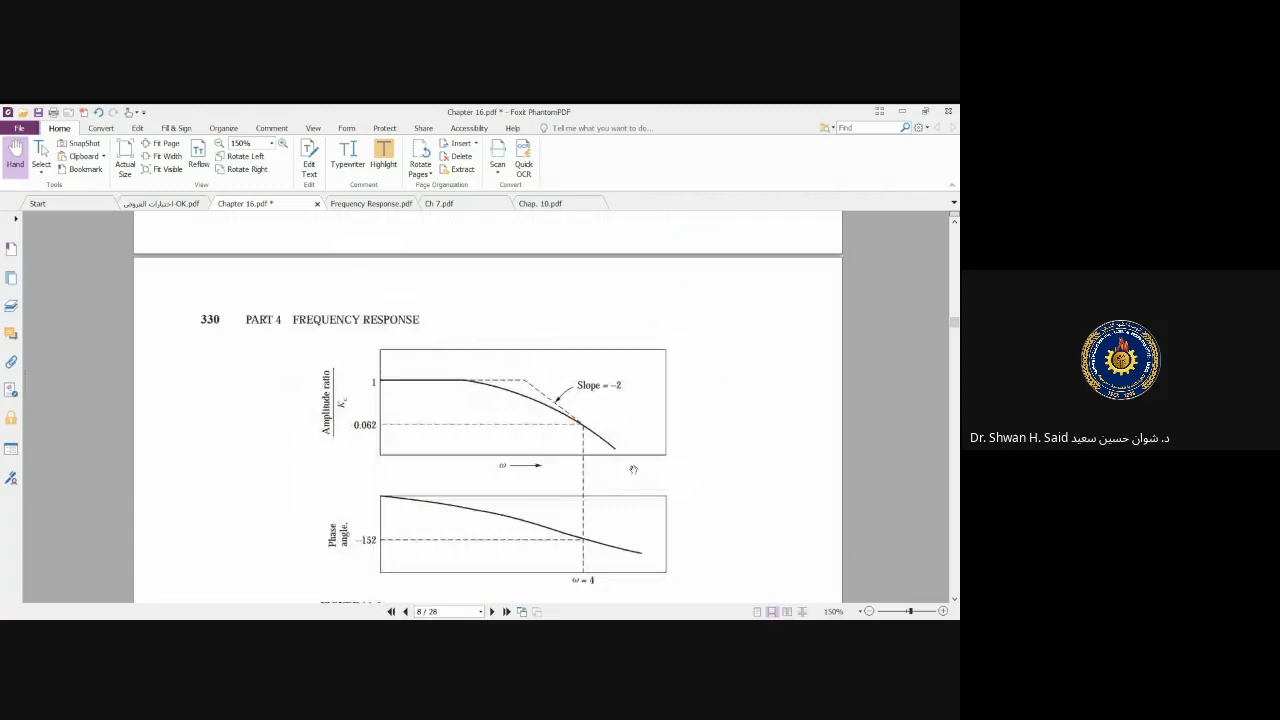 Chapter 16.pdf * - Foxit PhantomPDF
File Home Convert Edit Fill & Sign Organize Comment View Form Protect Share Accessibility Help Tell me what you want to do... Find
Hand Select SnapShot Clipboard Bookmark Actual Size Fit Page Fit Width Fit Visible Reflow 150% Rotate Left Rotate Right Edit Text Typewriter Highlight Rotate Pages Insert Delete Extract Scan Quick OCR
Tools View Edit Comment Page Organization Convert
Start اختيارات الفروض-OK.pdf Chapter 16.pdf * Frequency Response.pdf Ch 7.pdf Chap. 10.pdf
330 PART 4 FREQUENCY RESPONSE
Amplitude ratio
Kc
1
Slope = -2
0.062
ω
Phase angle,
-152
ω = 4
8 / 28
150%
Dr. Shwan H. Said د. شوان حسين سعيد